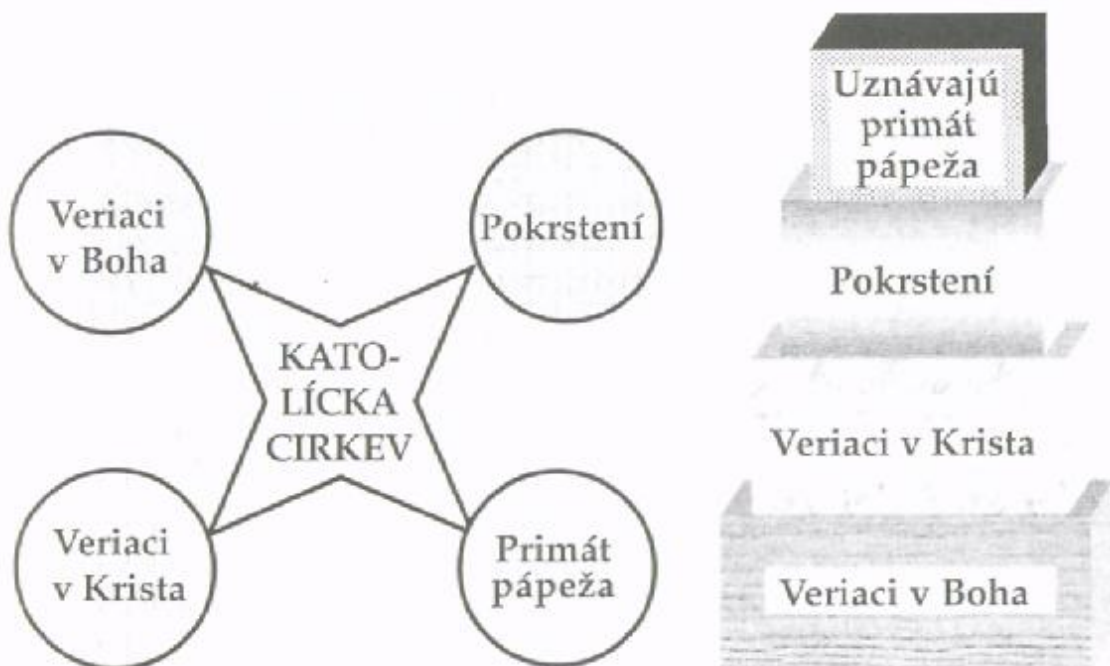 Veriaci
v Boha
Pokrstení
KATO-
LÍCKA
CIRKEV
Veriaci
v Krista
Primát
pápeža
Uznávajú
primát
pápeža
Pokrstení
Veriaci v Krista
Veriaci v Boha